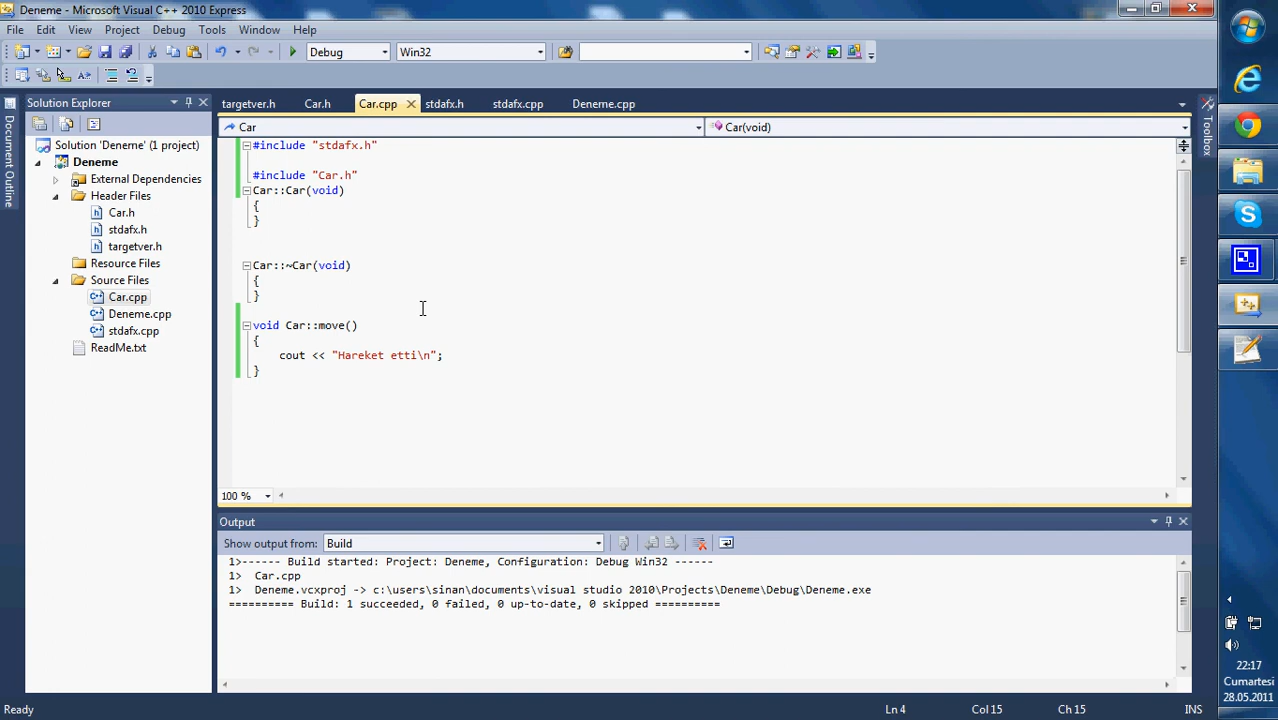 Deneme - Microsoft Visual C++ 2010 Express
File Edit View Project Debug Tools Window Help
Debug Win32
Solution Explorer
targetver.h Car.h Car.cpp stdafx.h stdafx.cpp Deneme.cpp
Car Car(void)
Document Outline
Toolbox
Solution 'Deneme' (1 project)
Deneme
External Dependencies
Header Files
Car.h
stdafx.h
targetver.h
Resource Files
Source Files
Car.cpp
Deneme.cpp
stdafx.cpp
ReadMe.txt
#include "stdafx.h"
#include "Car.h"
Car::Car(void)
{
}
Car::~Car(void)
{
}
void Car::move()
{
cout << "Hareket etti\n";
}
100 %
Output
Show output from: Build
1>------ Build started: Project: Deneme, Configuration: Debug Win32 ------
1> Car.cpp
1> Deneme.vcxproj -> c:\users\sinan\documents\visual studio 2010\Projects\Deneme\Debug\Deneme.exe
========== Build: 1 succeeded, 0 failed, 0 up-to-date, 0 skipped ==========
Ready Ln 4 Col 15 Ch 15 INS
22:17
Cumartesi
28.05.2011